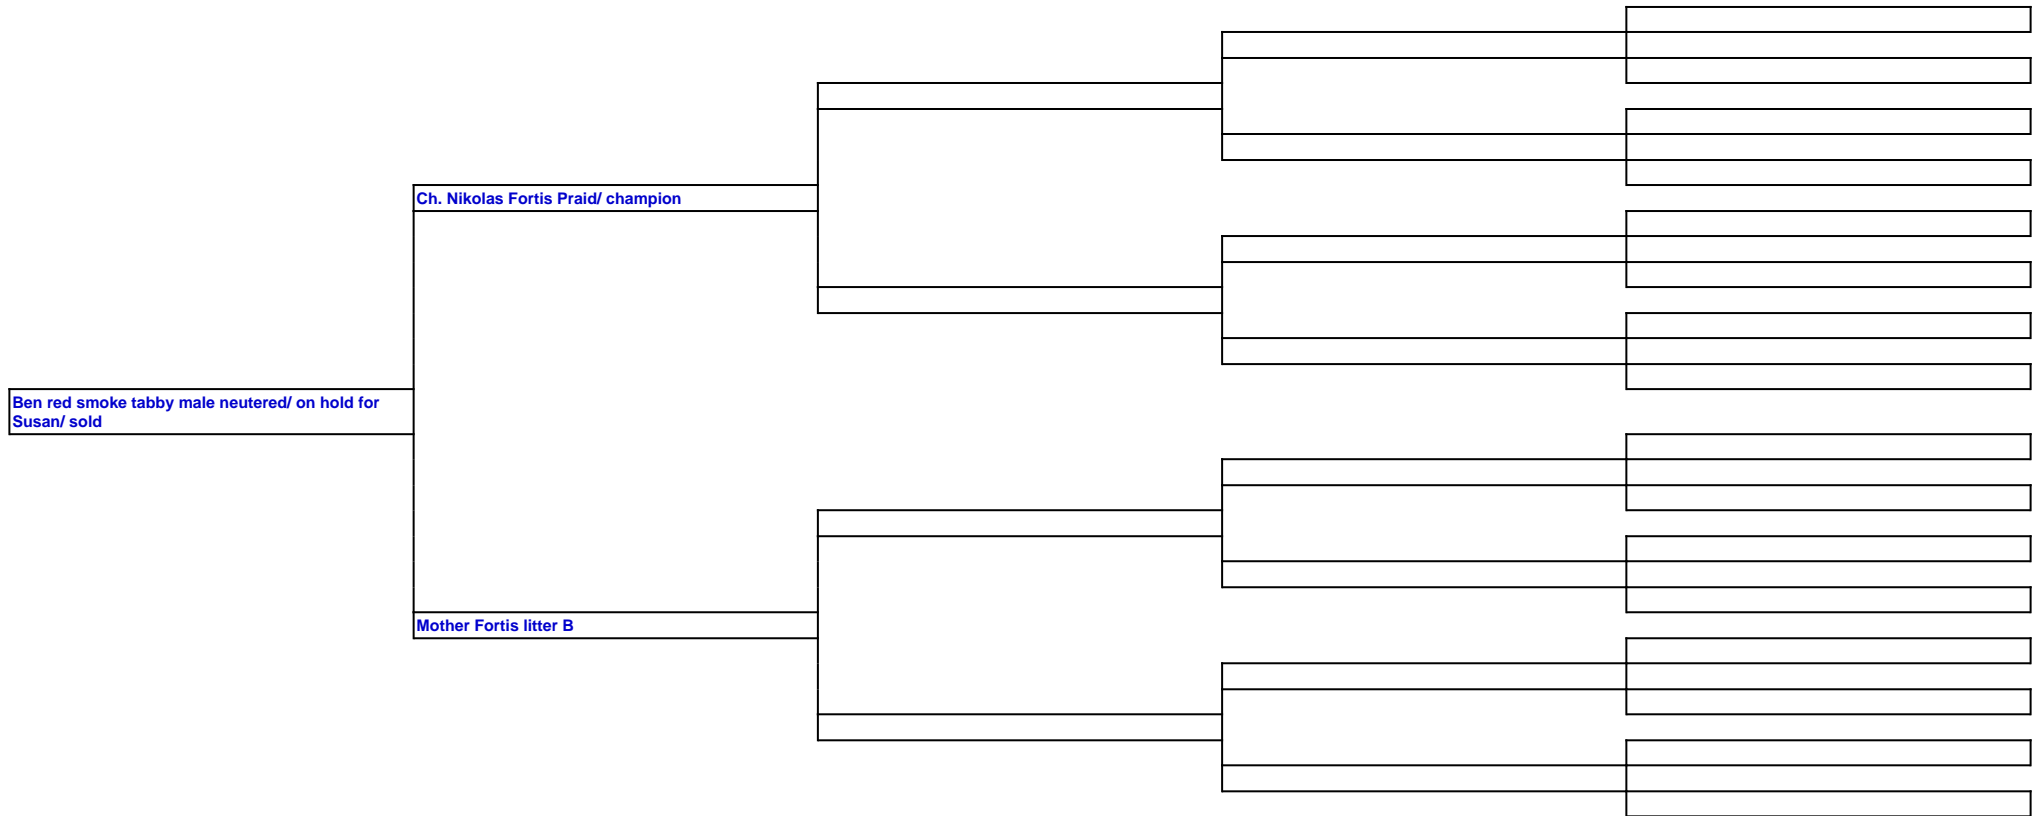 Ch. Nikolas Fortis Praid/ champion
Ben red smoke tabby male neutered/ on hold for
Susan/ sold
Mother Fortis litter B